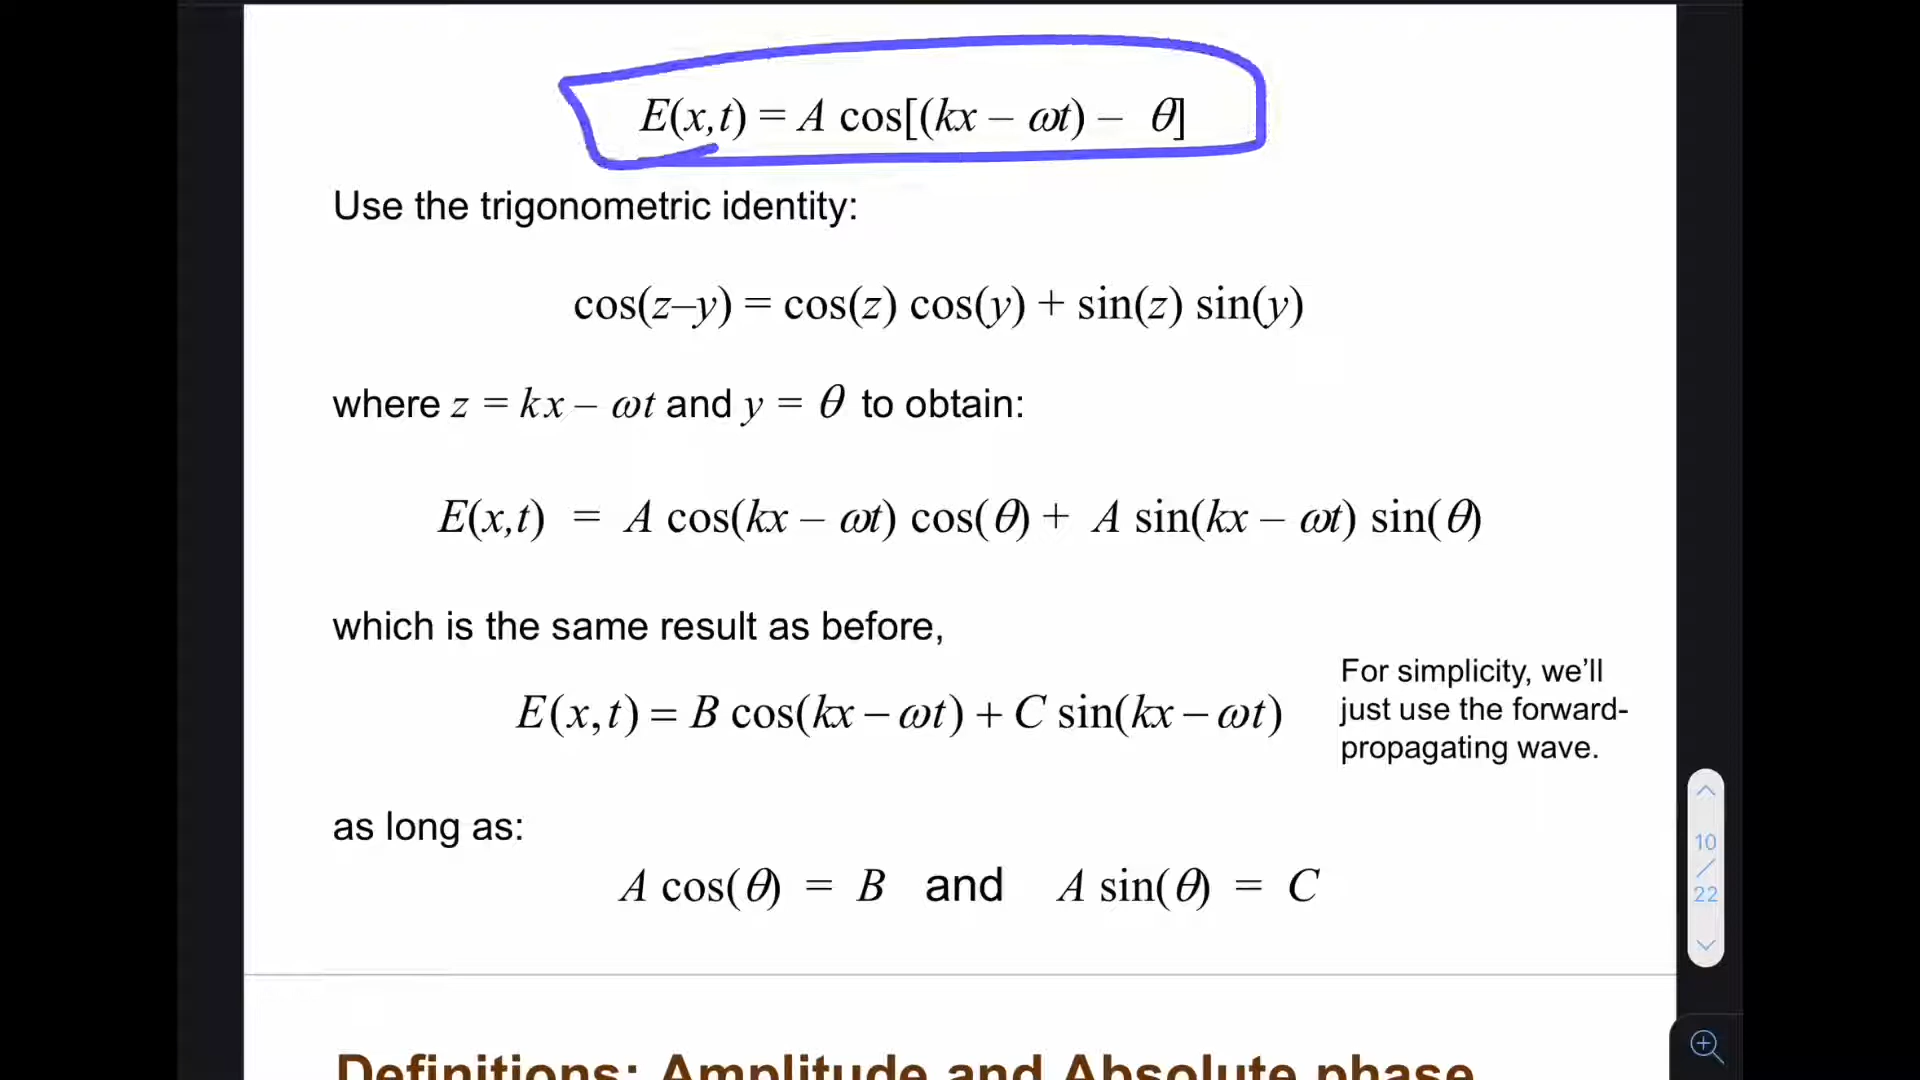 E(x,t) = A cos[(kx – ωt) – θ]
Use the trigonometric identity:
cos(z–y) = cos(z) cos(y) + sin(z) sin(y)
where z = kx – ωt and y = θ to obtain:
E(x,t) = A cos(kx – ωt) cos(θ) + A sin(kx – ωt) sin(θ)
which is the same result as before,
E(x,t) = B cos(kx – ωt) + C sin(kx – ωt)
For simplicity, we’ll
just use the forward-
propagating wave.
as long as:
A cos(θ) = B and A sin(θ) = C
10
/
22
Definitions: Amplitude and Absolute phase